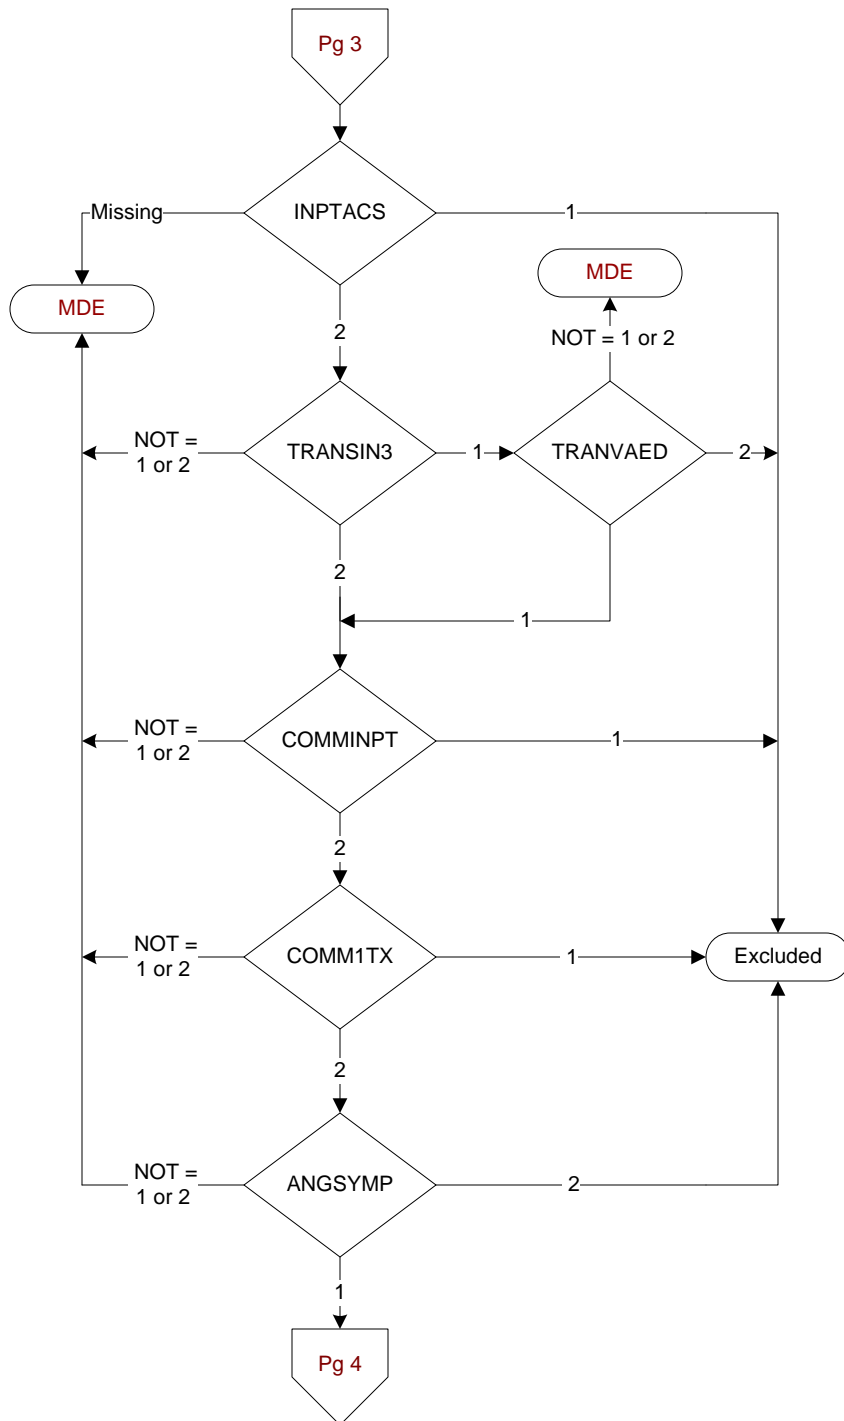 Pg 3
INPTACS
Missing
1
MDE
MDE
2
NOT = 1 or 2
NOT =
1 or 2
TRANSIN3
1
TRANVAED
2
2
1
NOT =
1 or 2
COMMINPT
1
2
NOT =
1 or 2
COMM1TX
1
Excluded
2
NOT =
1 or 2
ANGSYMP
2
1
Pg 4